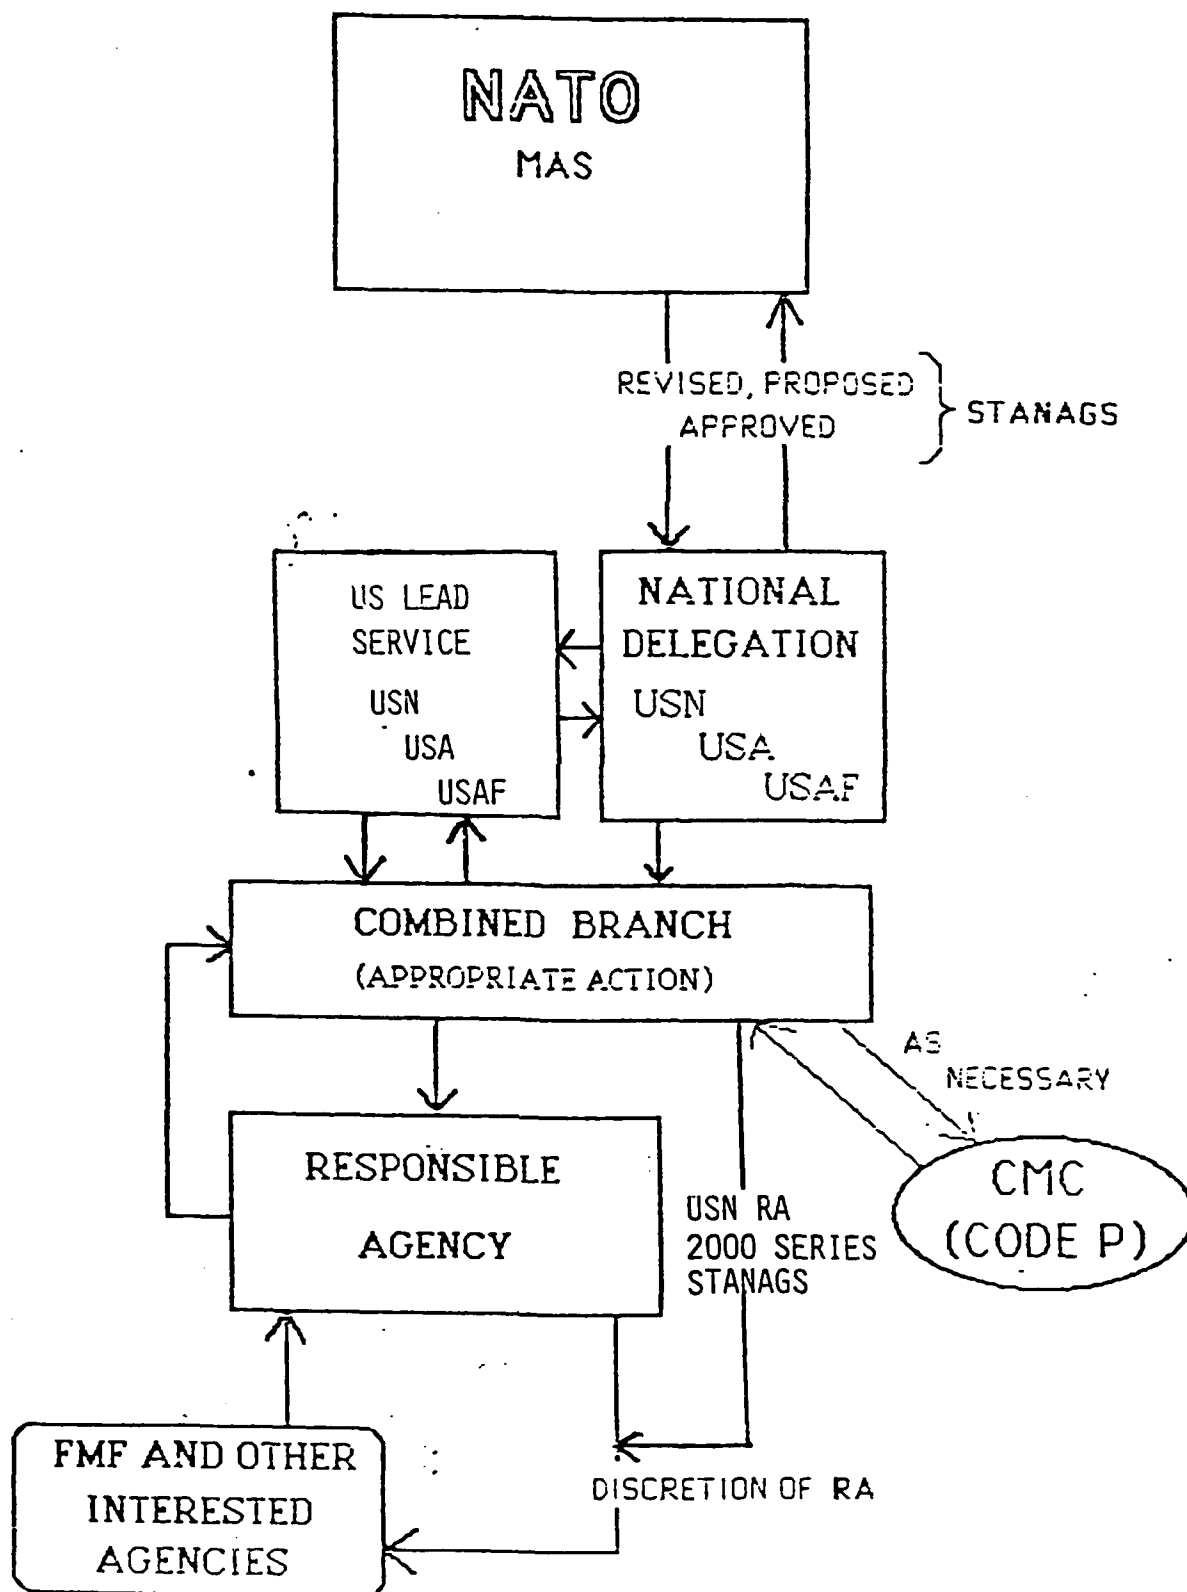 NATO
MAS
REVISED, PROPOSED
APPROVED
STANAGS
US LEAD
SERVICE
USN
USA
USAF
NATIONAL
DELEGATION
USN
USA
USAF
COMBINED BRANCH
(APPROPRIATE ACTION)
AS
NECESSARY
CMC
(CODE P)
RESPONSIBLE
AGENCY
USN RA
2000 SERIES
STANAGS
FMF AND OTHER
INTERESTED
AGENCIES
DISCRETION OF RA